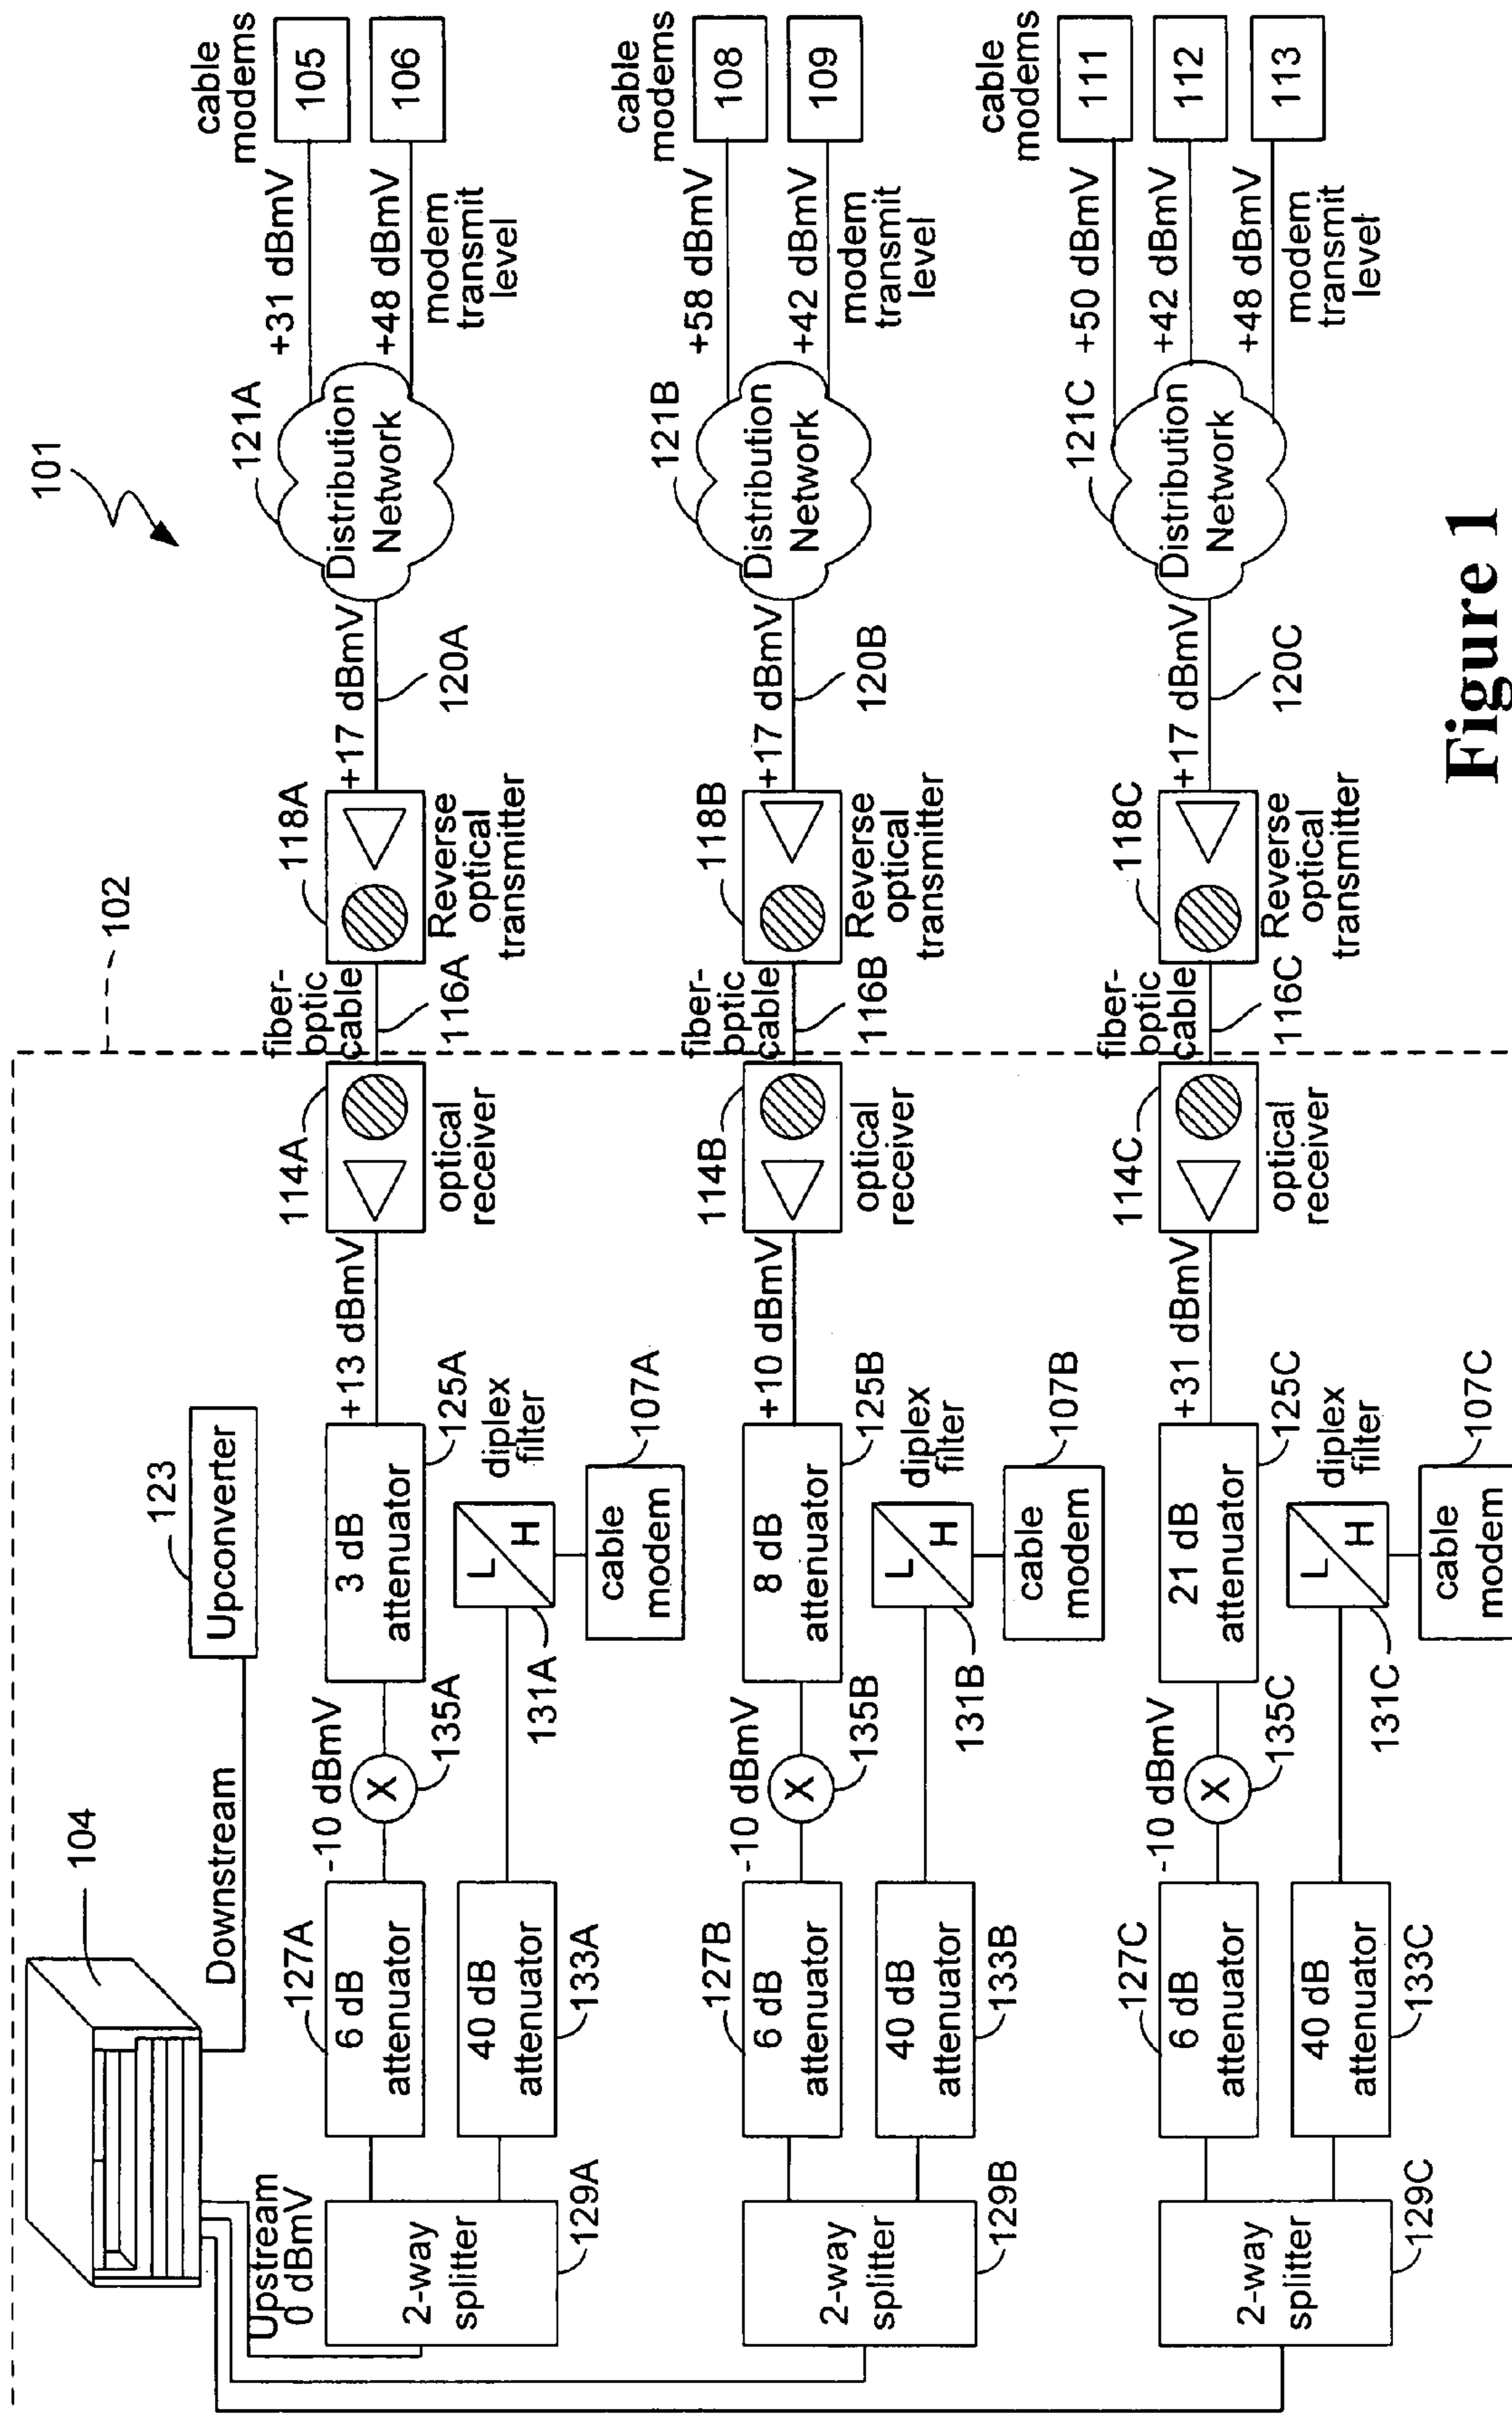 101
102
104
Downstream
123
Upconverter
Upstream
0 dBmV
2-way
splitter
129A
127A
6 dB
attenuator
40 dB
attenuator
133A
-10 dBmV
X
135A
3 dB
attenuator
125A
L
H
131A
diplex
filter
cable
modem
107A
+13 dBmV
114A
optical
receiver
fiber-
optic
cable
116A
118A
Reverse
optical
transmitter
+17 dBmV
120A
121A
Distribution
Network
+31 dBmV
+48 dBmV
modem
transmit
level
cable
modems
105
106
2-way
splitter
129B
127B
6 dB
attenuator
40 dB
attenuator
133B
-10 dBmV
X
135B
8 dB
attenuator
125B
L
H
131B
diplex
filter
cable
modem
107B
+10 dBmV
114B
optical
receiver
fiber-
optic
cable
116B
118B
Reverse
optical
transmitter
+17 dBmV
120B
121B
Distribution
Network
+58 dBmV
+42 dBmV
modem
transmit
level
cable
modems
108
109
2-way
splitter
129C
127C
6 dB
attenuator
40 dB
attenuator
133C
-10 dBmV
X
135C
21 dB
attenuator
125C
L
H
131C
diplex
filter
cable
modem
107C
+31 dBmV
114C
optical
receiver
fiber-
optic
cable
116C
118C
Reverse
optical
transmitter
+17 dBmV
120C
121C
Distribution
Network
+50 dBmV
+42 dBmV
+48 dBmV
modem
transmit
level
cable
modems
111
112
113
Figure 1